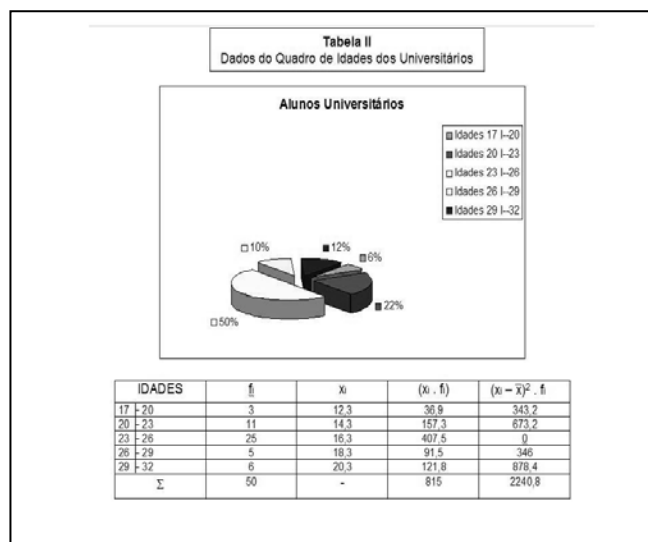 Tabela II
Dados do Quadro de Idades dos Universitários
Alunos Universitários
Idades 17 I--20
Idades 20 I--23
Idades 23 I--26
Idades 26 I--29
Idades 29 I--32
10%
12%
6%
22%
50%
IDADES fi xi (xi . fi) (xi – x̅)² . fi
17 |- 20 3 12,3 36,9 343,2
20 |- 23 11 14,3 157,3 673,2
23 |- 26 25 16,3 407,5 0
26 |- 29 5 18,3 91,5 346
29 |- 32 6 20,3 121,8 878,4
Σ 50 - 815 2240,8